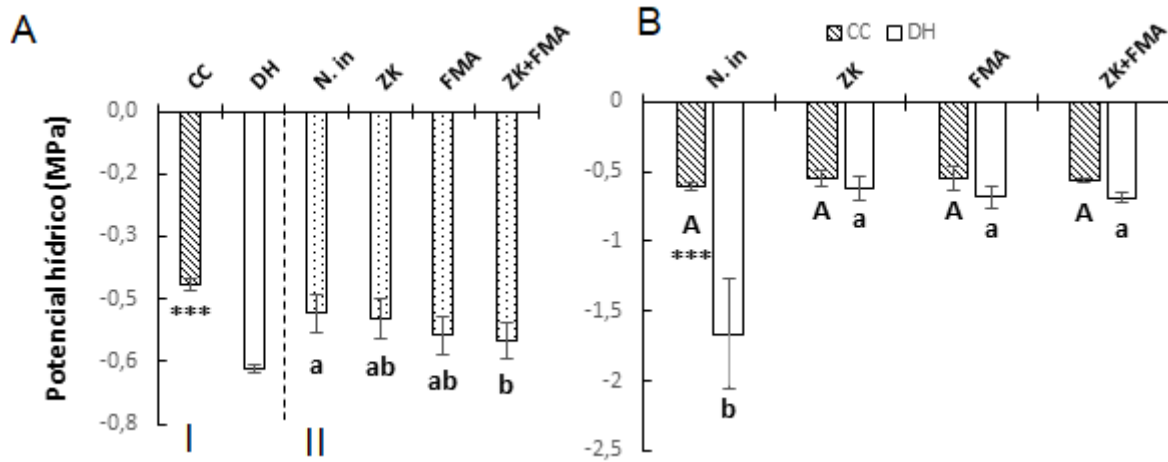 A
CC
DH
N. in
ZK
FMA
ZK+FMA
0,0
-0,2
-0,3
-0,5
-0,6
-0,8
Potencial hídrico (MPa)
***
a
ab
ab
b
I
II
B
CC DH
N. in
ZK
FMA
ZK+FMA
0
-0,5
-1
-1,5
-2
-2,5
A
***
b
A
a
A
a
A
a